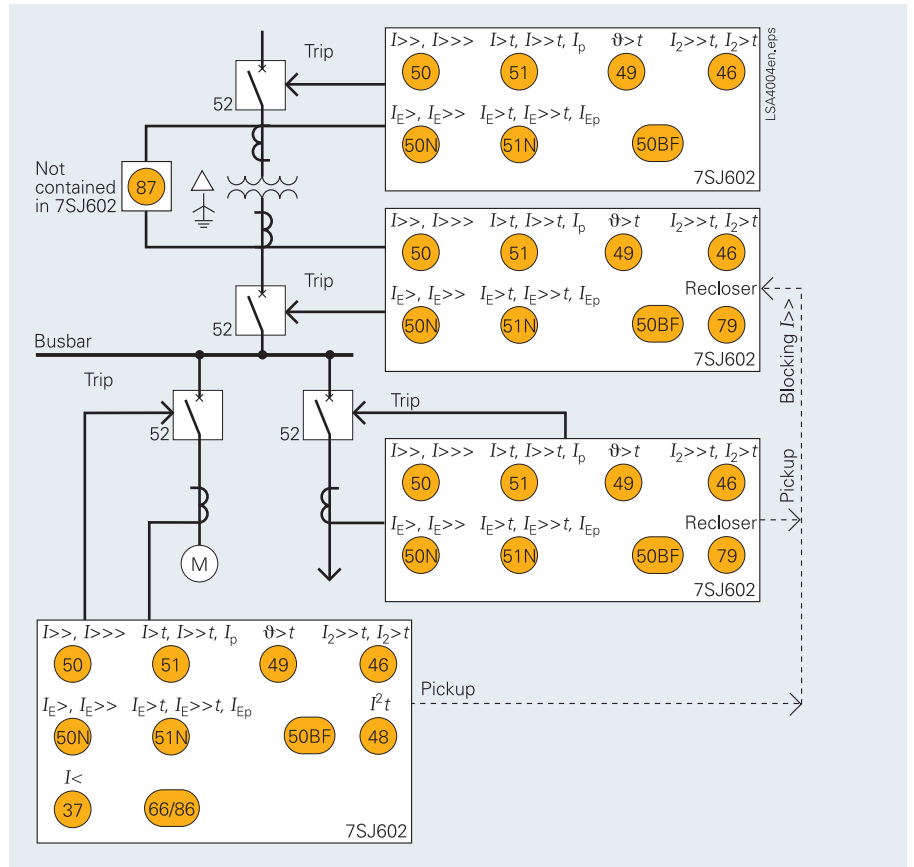 I>>, I>>> I>t, I>>t, Ip ϑ>t I2>>t, I2>t
50 51 49 46
IE>, IE>> IE>t, IE>>t, IEp
50N 51N 50BF
7SJ602
LSA4004en.eps
Trip
52
Not
contained
in 7SJ602
87
I>>, I>>> I>t, I>>t, Ip ϑ>t I2>>t, I2>t
50 51 49 46
Recloser
IE>, IE>> IE>t, IE>>t, IEp
50N 51N 50BF 79
7SJ602
Trip
52
Busbar
Trip
52
52
Trip
I>>, I>>> I>t, I>>t, Ip ϑ>t I2>>t, I2>t
50 51 49 46
Recloser
IE>, IE>> IE>t, IE>>t, IEp
50N 51N 50BF 79
7SJ602
Blocking I>>
Pickup
M
I>>, I>>> I>t, I>>t, Ip ϑ>t I2>>t, I2>t
50 51 49 46
IE>, IE>> IE>t, IE>>t, IEp I²t
50N 51N 50BF 48
I<
37 66/86
7SJ602
Pickup